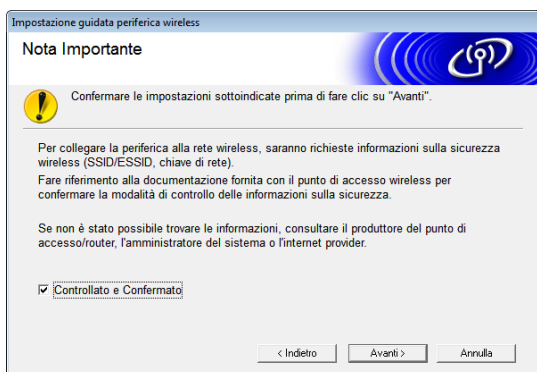 Impostazione guidata periferica wireless
Nota Importante
Confermare le impostazioni sottoindicate prima di fare clic su "Avanti".
Per collegare la periferica alla rete wireless, saranno richieste informazioni sulla sicurezza
wireless (SSID/ESSID, chiave di rete).
Fare riferimento alla documentazione fornita con il punto di accesso wireless per
confermare la modalità di controllo delle informazioni sulla sicurezza.
Se non è stato possibile trovare le informazioni, consultare il produttore del punto di
accesso/router, l'amministratore del sistema o l'internet provider.
Controllato e Confermato
< Indietro
Avanti >
Annulla